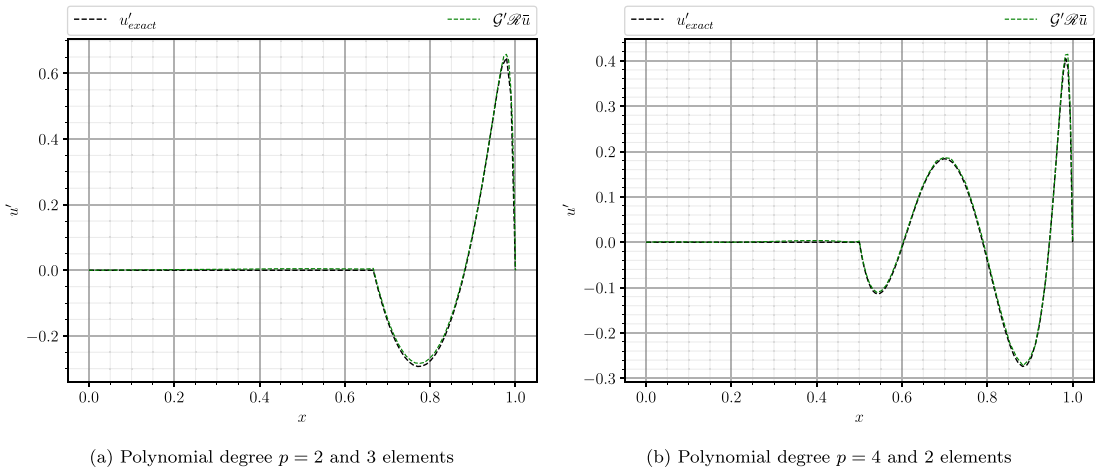 u′exact 𝒢′ℛū
u′exact 𝒢′ℛū
0.6
0.4
0.2
0.0
−0.2
u′
0.0 0.2 0.4 0.6 0.8 1.0
x
0.4
0.3
0.2
0.1
0.0
−0.1
−0.2
−0.3
u′
0.0 0.2 0.4 0.6 0.8 1.0
x
(a) Polynomial degree p = 2 and 3 elements
(b) Polynomial degree p = 4 and 2 elements